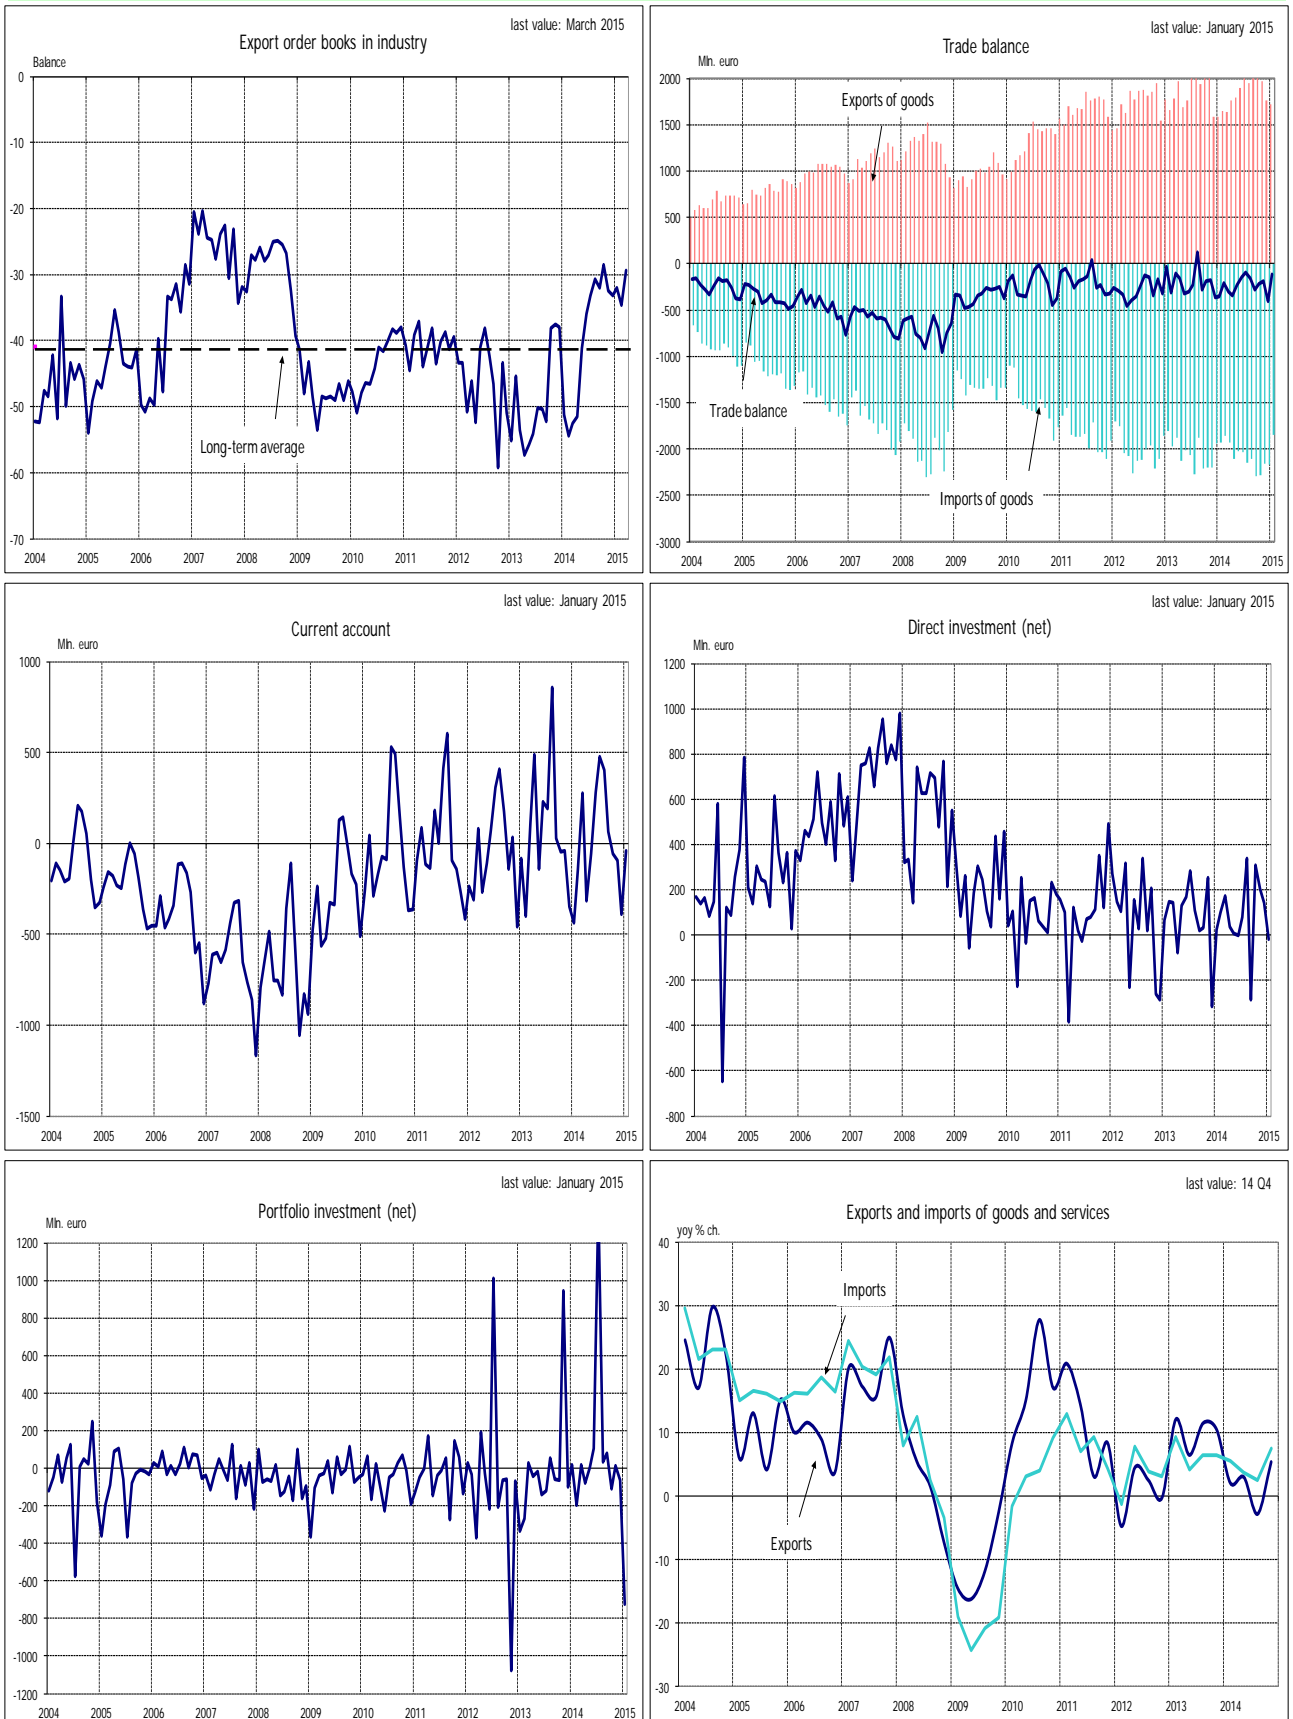 last value: March 2015
Export order books in industry
Balance
0
-10
-20
-30
-40
-50
-60
-70
Long-term average
2004 2005 2006 2007 2008 2009 2010 2011 2012 2013 2014 2015
last value: January 2015
Trade balance
Mln. euro
2000
1500
1000
500
0
-500
-1000
-1500
-2000
-2500
-3000
Exports of goods
Trade balance
Imports of goods
2004 2005 2006 2007 2008 2009 2010 2011 2012 2013 2014 2015
last value: January 2015
Current account
Mln. euro
1000
500
0
-500
-1000
-1500
2004 2005 2006 2007 2008 2009 2010 2011 2012 2013 2014 2015
last value: January 2015
Direct investment (net)
Mln. euro
1200
1000
800
600
400
200
0
-200
-400
-600
-800
2004 2005 2006 2007 2008 2009 2010 2011 2012 2013 2014 2015
last value: January 2015
Portfolio investment (net)
Mln. euro
1200
1000
800
600
400
200
0
-200
-400
-600
-800
-1000
-1200
2004 2005 2006 2007 2008 2009 2010 2011 2012 2013 2014 2015
last value: 14 Q4
Exports and imports of goods and services
yoy % ch.
40
30
20
10
0
-10
-20
-30
Imports
Exports
2004 2005 2006 2007 2008 2009 2010 2011 2012 2013 2014